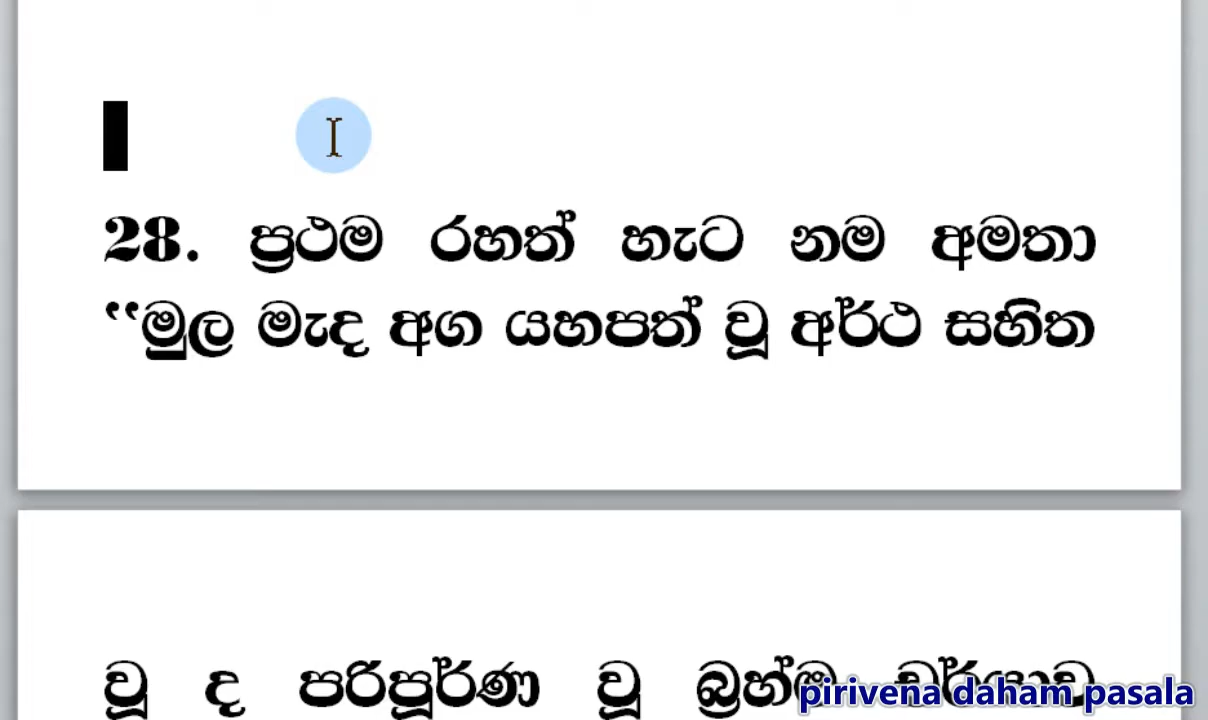 28. ප්‍රථම රහත් හැට නම අමතා
‘‘මුල මැද අග යහපත් වූ අර්ථ සහිත
වූ ද පරිපූර්ණ වූ
pirivena daham pasala